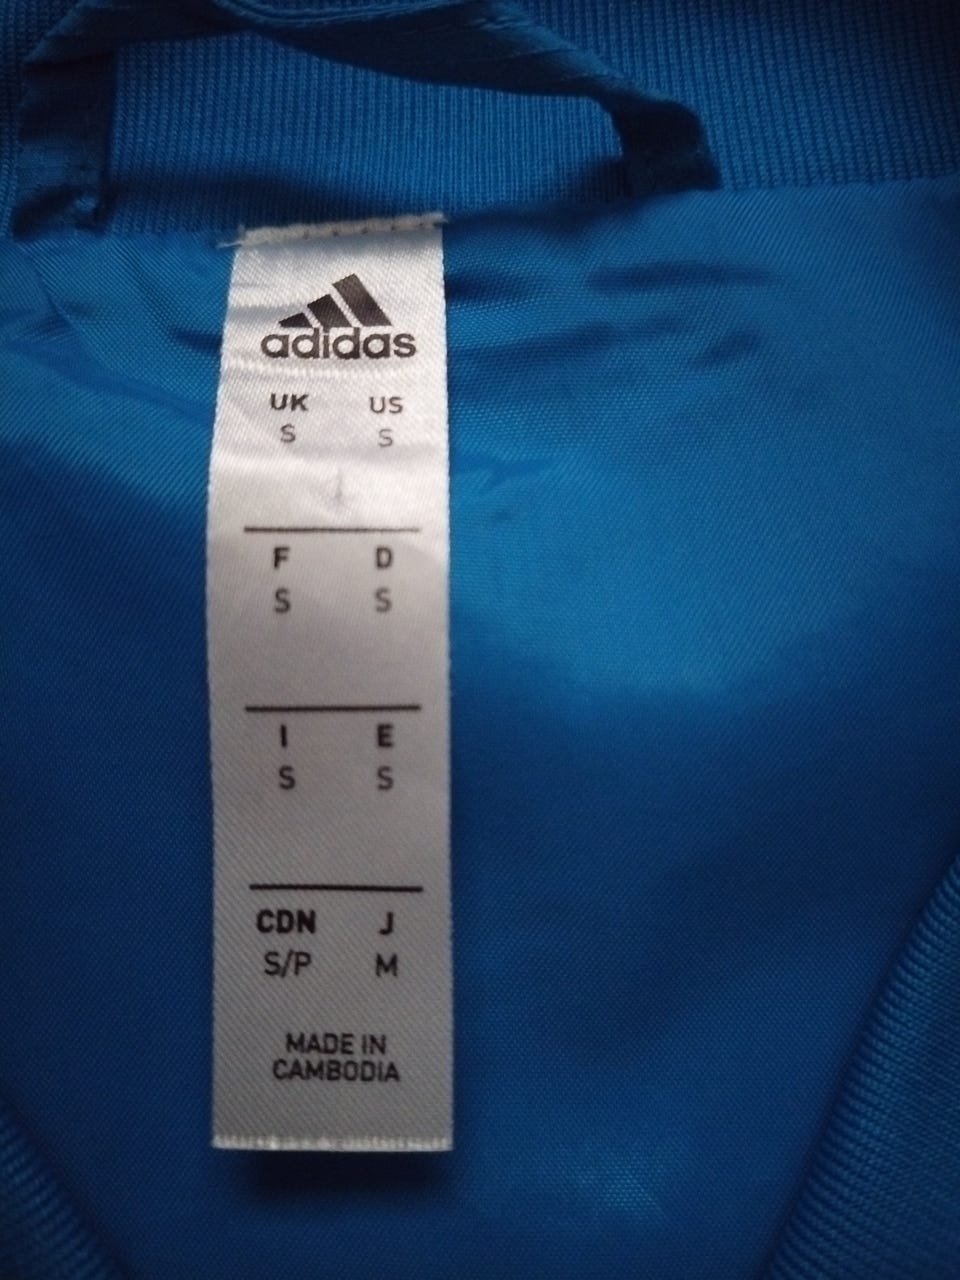 adidas
UK US
S S
F D
S S
I E
S S
CDN J
S/P M
MADE IN
CAMBODIA